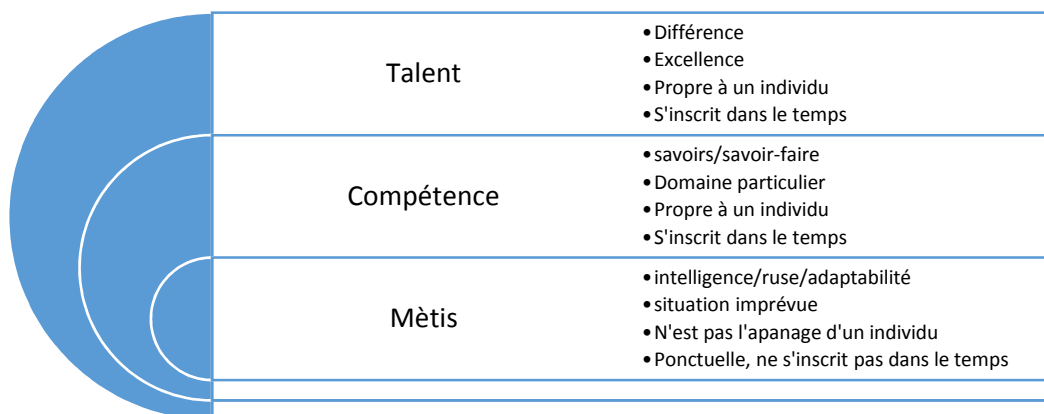 Talent
•Différence
•Excellence
•Propre à un individu
•S'inscrit dans le temps
Compétence
•savoirs/savoir-faire
•Domaine particulier
•Propre à un individu
•S'inscrit dans le temps
Mètis
•intelligence/ruse/adaptabilité
•situation imprévue
•N'est pas l'apanage d'un individu
•Ponctuelle, ne s'inscrit pas dans le temps